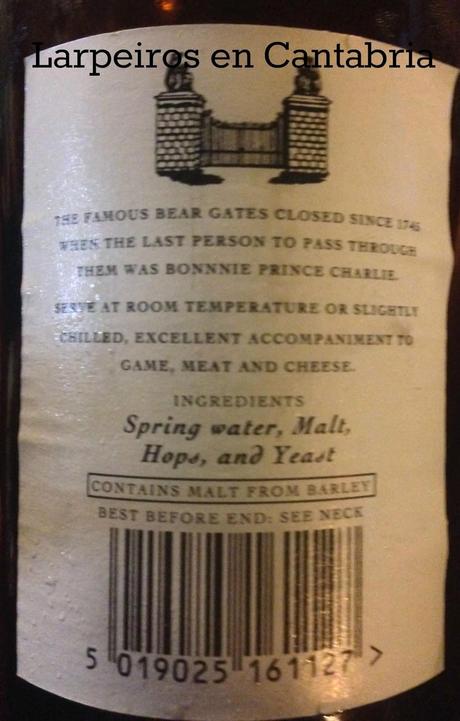 Larpeiros en Cantabria
THE FAMOUS BEAR GATES CLOSED SINCE 1745
WHEN THE LAST PERSON TO PASS THROUGH
THEM WAS BONNNIE PRINCE CHARLIE.
SERVE AT ROOM TEMPERATURE OR SLIGHTLY
CHILLED, EXCELLENT ACCOMPANIMENT TO
GAME, MEAT AND CHEESE.
INGREDIENTS
Spring water, Malt,
Hops, and Yeast
CONTAINS MALT FROM BARLEY
BEST BEFORE END: SEE NECK
5 019025 161127 >